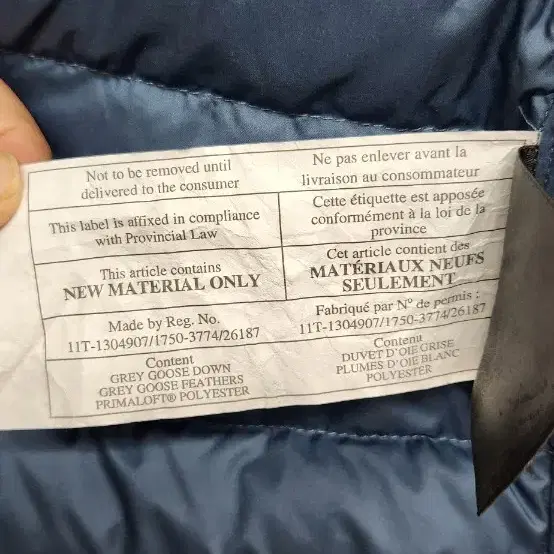 Not to be removed until
delivered to the consumer
Ne pas enlever avant la
livraison au consommateur
This label is affixed in compliance
with Provincial Law
Cette étiquette est apposée
conformément à la loi de la
province
This article contains
NEW MATERIAL ONLY
Cet article contient des
MATÉRIAUX NEUFS
SEULEMENT
Made by Reg. No.
11T-1304907/1750-3774/26187
Fabriqué par Nº de permis :
11T-1304907/1750-3774/26187
Content
GREY GOOSE DOWN
GREY GOOSE FEATHERS
PRIMALOFT® POLYESTER
Contenu
DUVET D'OIE GRISE
PLUMES D'OIE BLANC
POLYESTER